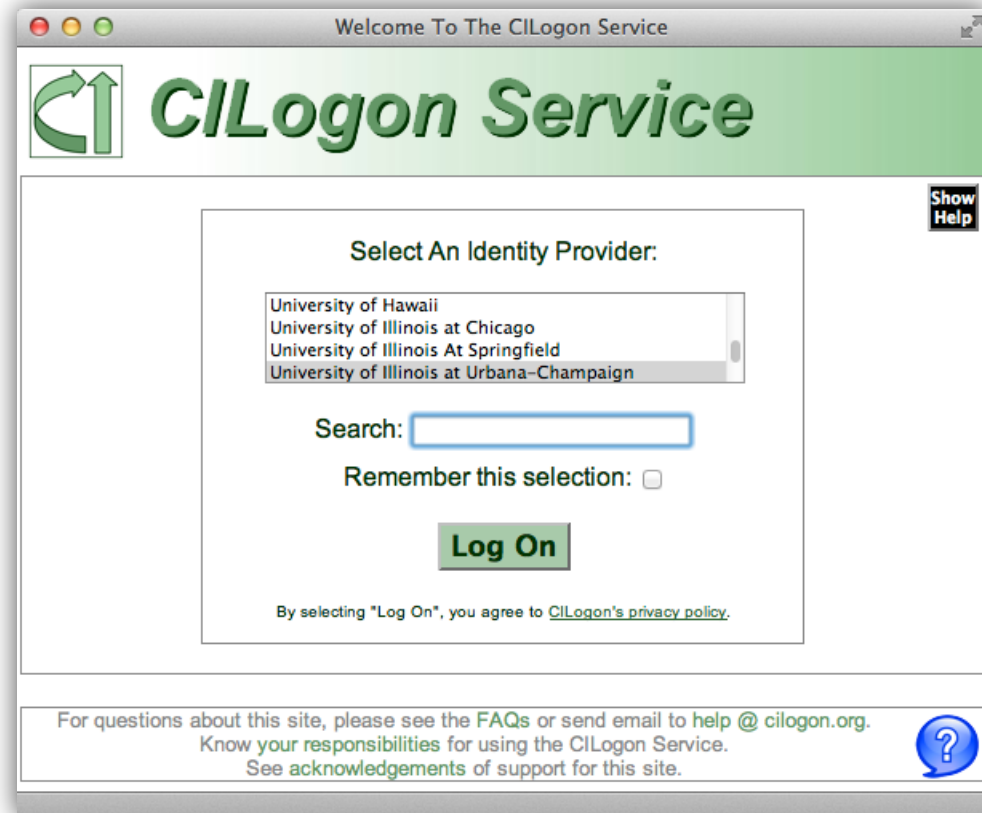 Welcome To The CILogon Service
CILogon Service
Show
Help
Select An Identity Provider:
University of Hawaii
University of Illinois at Chicago
University of Illinois At Springfield
University of Illinois at Urbana-Champaign
Search:
Remember this selection:
Log On
By selecting "Log On", you agree to CILogon's privacy policy.
For questions about this site, please see the FAQs or send email to help @ cilogon.org.
Know your responsibilities for using the CILogon Service.
See acknowledgements of support for this site.
?